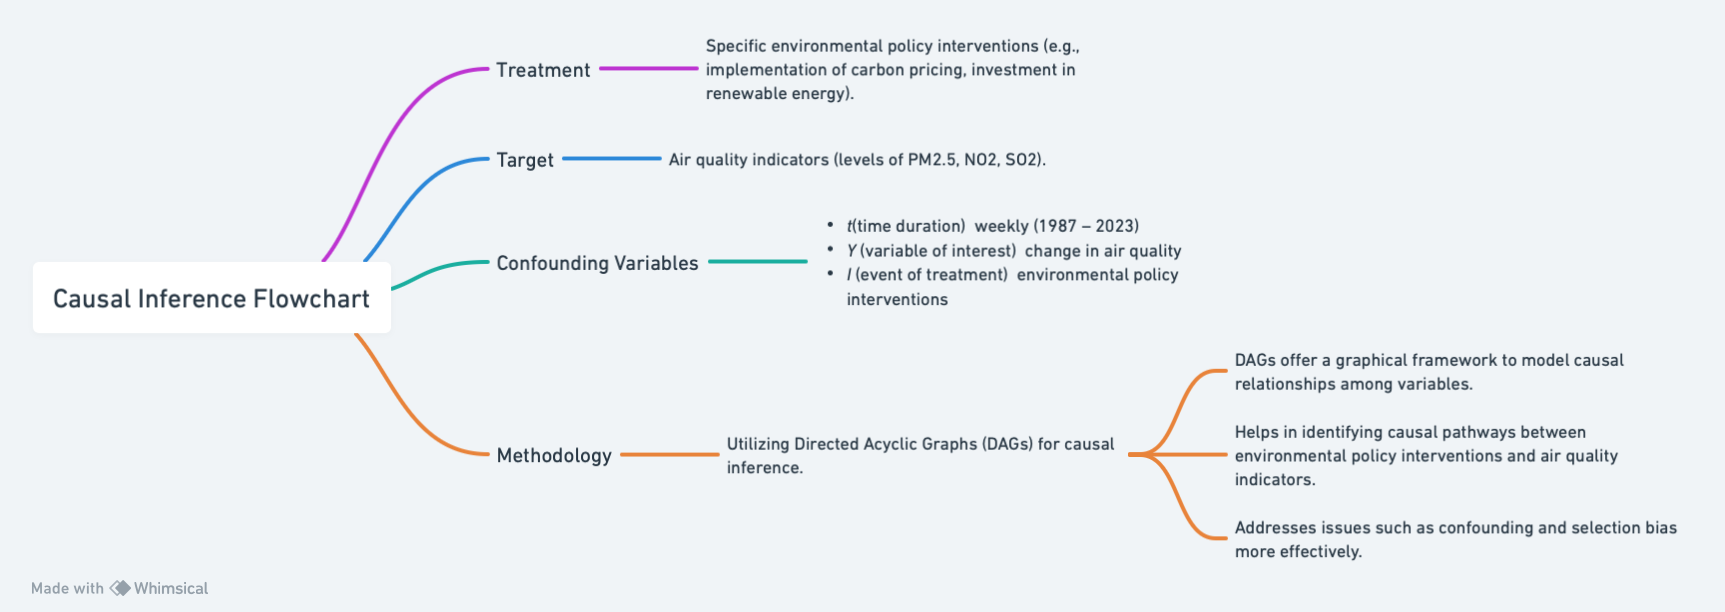 Treatment
Specific environmental policy interventions (e.g.,
implementation of carbon pricing, investment in
renewable energy).
Target
Air quality indicators (levels of PM2.5, NO2, SO2).
Causal Inference Flowchart
Confounding Variables
• t(time duration)  weekly (1987 – 2023)
• Y (variable of interest)  change in air quality
• I (event of treatment)  environmental policy
interventions
Methodology
Utilizing Directed Acyclic Graphs (DAGs) for causal
inference.
DAGs offer a graphical framework to model causal
relationships among variables.
Helps in identifying causal pathways between
environmental policy interventions and air quality
indicators.
Addresses issues such as confounding and selection bias
more effectively.
Made with Whimsical